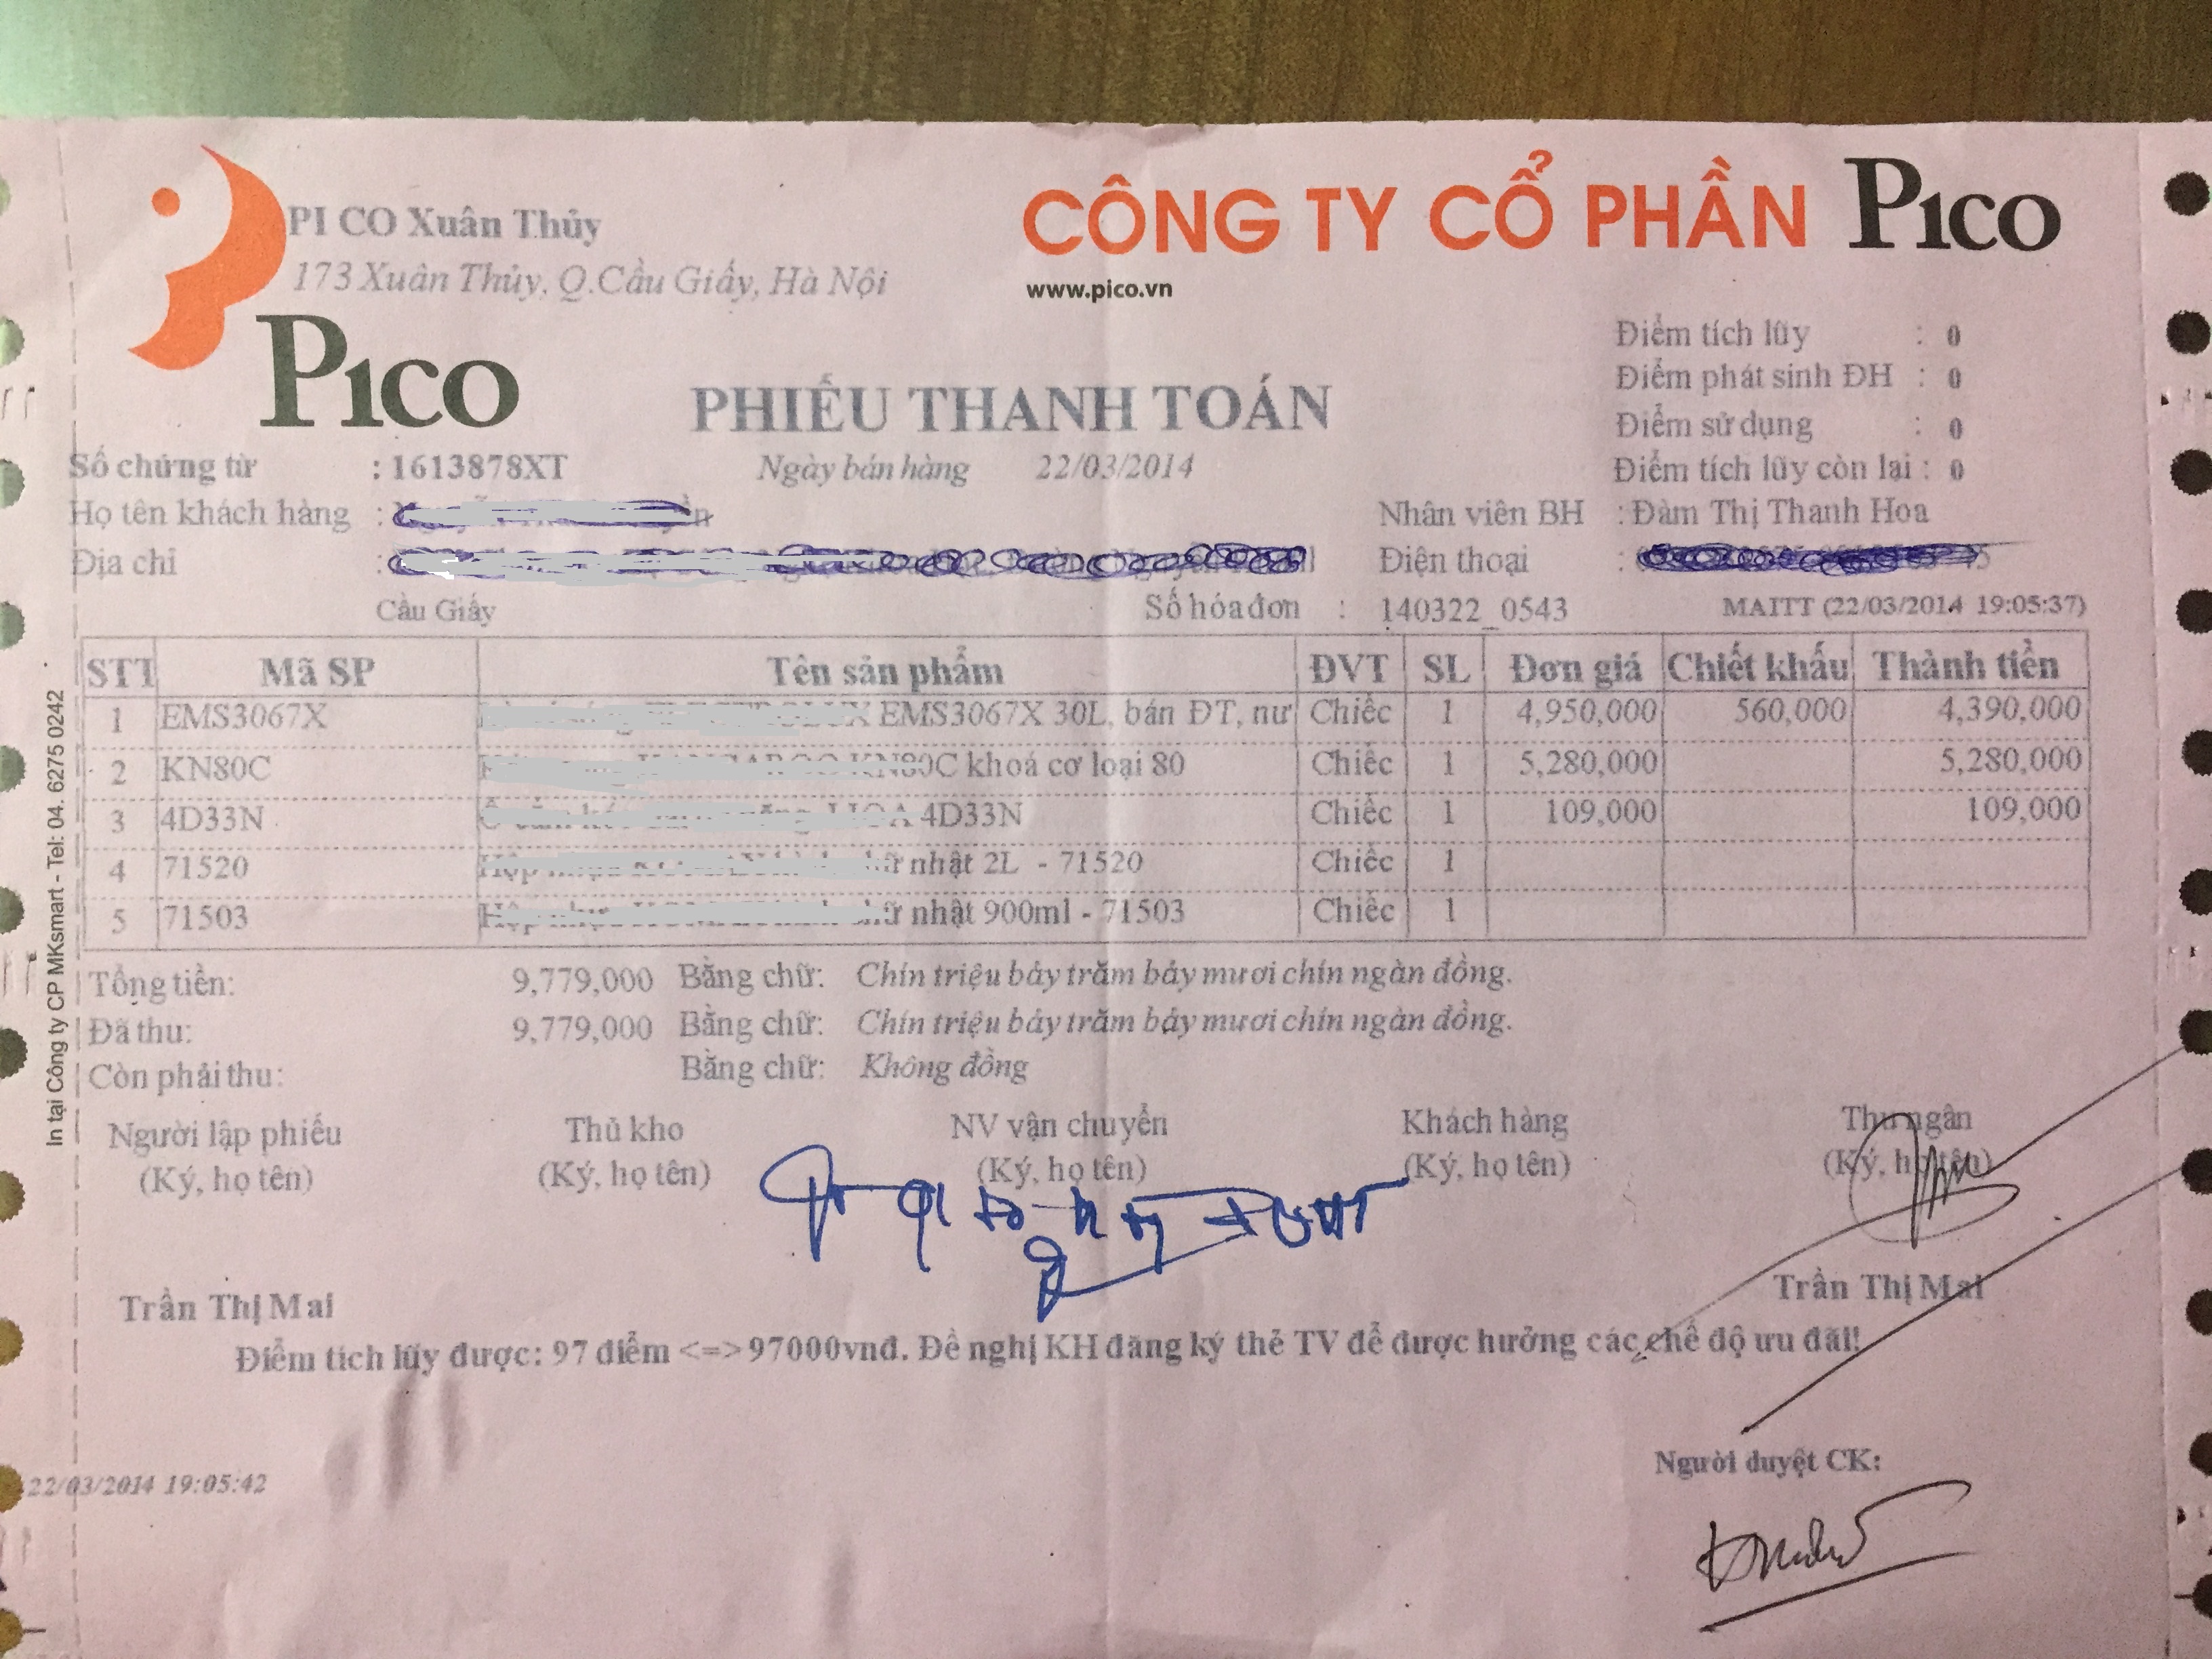 PI CO Xuân Thủy
173 Xuân Thủy, Q.Cầu Giấy, Hà Nội
Pico
CÔNG TY CỔ PHẦN Pico
www.pico.vn
Điểm tích lũy : 0
Điểm phát sinh ĐH : 0
Điểm sử dụng : 0
Điểm tích lũy còn lại : 0
PHIẾU THANH TOÁN
Số chứng từ : 1613878XT Ngày bán hàng 22/03/2014
Họ tên khách hàng : Nhân viên BH : Đàm Thị Thanh Hoa
Địa chỉ : Điện thoại :
Cầu Giấy Số hóa đơn : 140322_0543 MAITT (22/03/2014 19:05:37)
STT Mã SP Tên sản phẩm ĐVT SL Đơn giá Chiết khấu Thành tiền
1 EMS3067X EMS3067X 30L, bán ĐT, nư Chiếc 1 4,950,000 560,000 4,390,000
2 KN80C KN80C khoá cơ loại 80 Chiếc 1 5,280,000 5,280,000
3 4D33N 4D33N Chiếc 1 109,000 109,000
4 71520 nhật 2L - 71520 Chiếc 1
5 71503 nhật 900ml - 71503 Chiếc 1
Tổng tiền: 9,779,000 Bằng chữ: Chín triệu bảy trăm bảy mươi chín ngàn đồng.
Đã thu: 9,779,000 Bằng chữ: Chín triệu bảy trăm bảy mươi chín ngàn đồng.
Còn phải thu: Bằng chữ: Không đồng
Người lập phiếu Thủ kho NV vận chuyển Khách hàng Thu ngân
(Ký, họ tên) (Ký, họ tên) (Ký, họ tên) (Ký, họ tên) (Ký, họ tên)
Trần Thị Mai Trần Thị Mai
Điểm tích lũy được: 97 điểm <=> 97000vnđ. Đề nghị KH đăng ký thẻ TV để được hưởng các chế độ ưu đãi!
Người duyệt CK:
22/03/2014 19:05:42
In tại Công ty CP MKsmart - Tel: 04. 6275 0242